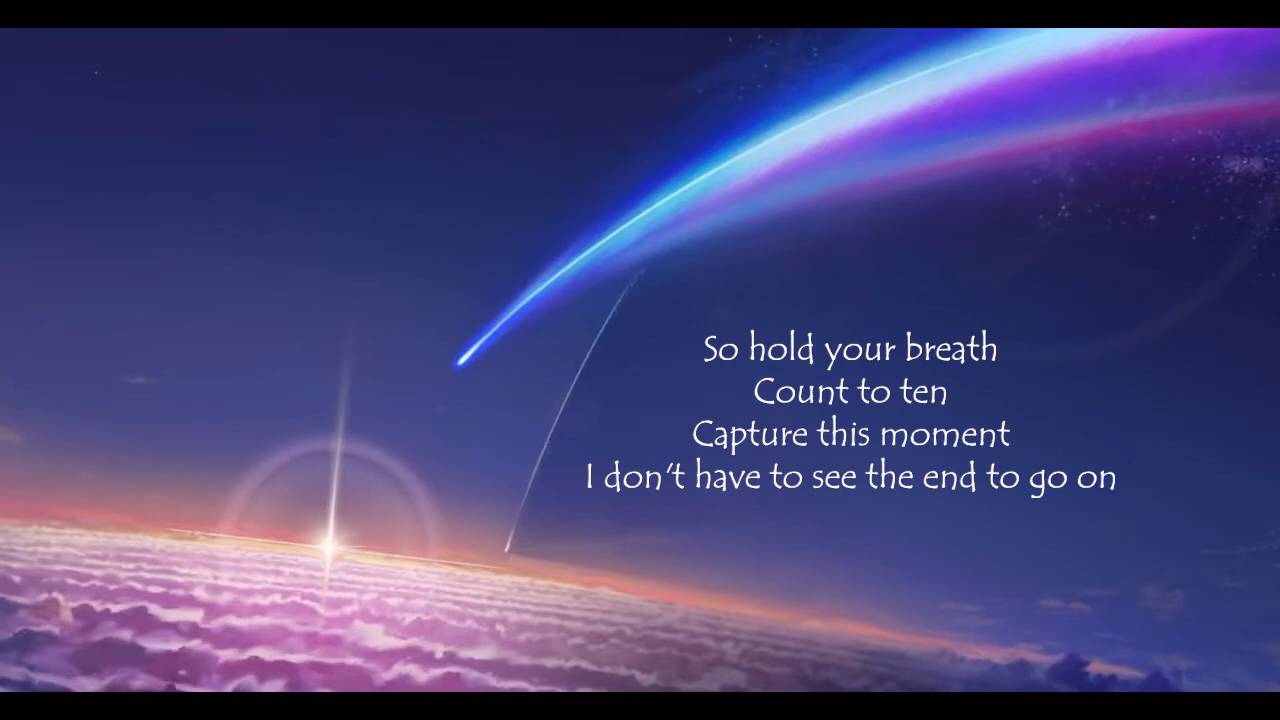 So hold your breath
Count to ten
Capture this moment
I don't have to see the end to go on